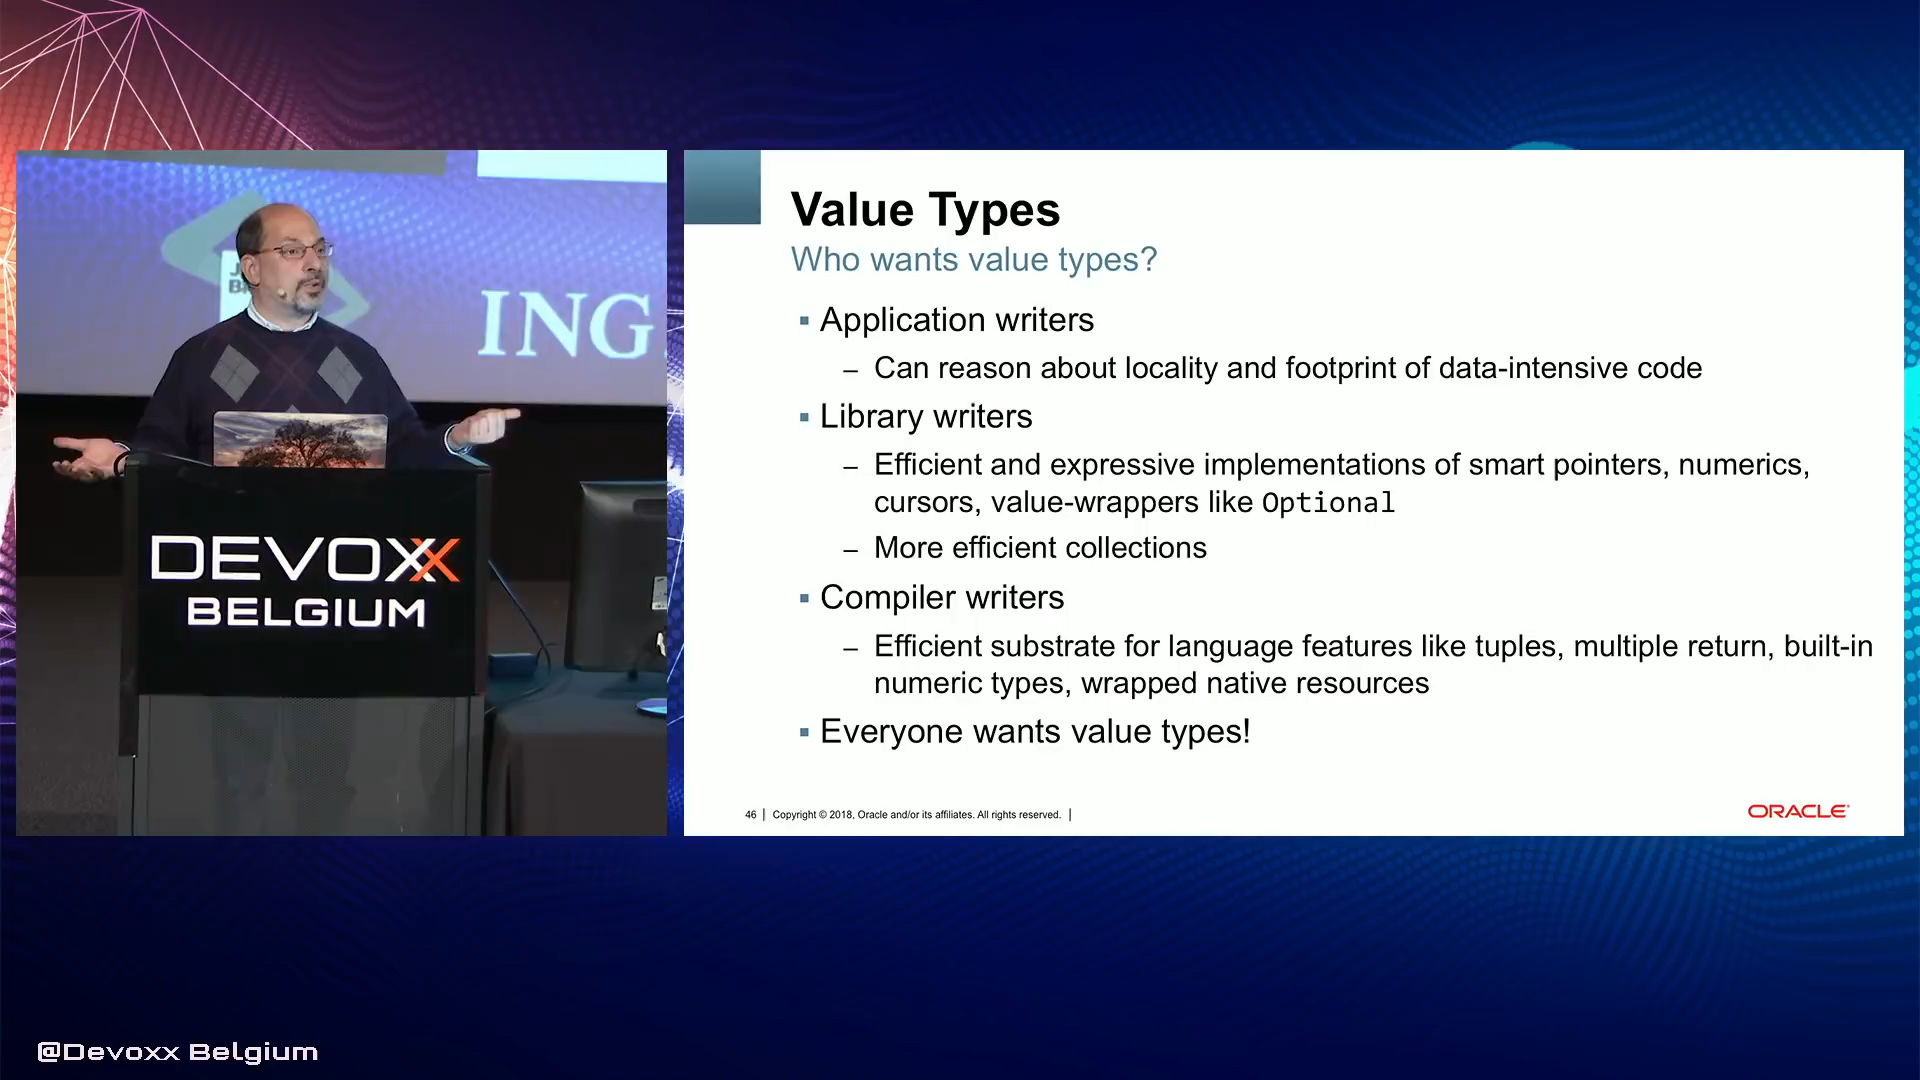 ING
DEVOXX
BELGIUM
Value Types
Who wants value types?
▪ Application writers
– Can reason about locality and footprint of data-intensive code
▪ Library writers
– Efficient and expressive implementations of smart pointers, numerics,
cursors, value-wrappers like Optional
– More efficient collections
▪ Compiler writers
– Efficient substrate for language features like tuples, multiple return, built-in
numeric types, wrapped native resources
▪ Everyone wants value types!
46 | Copyright © 2018, Oracle and/or its affiliates. All rights reserved. |
ORACLE
@Devoxx Belgium